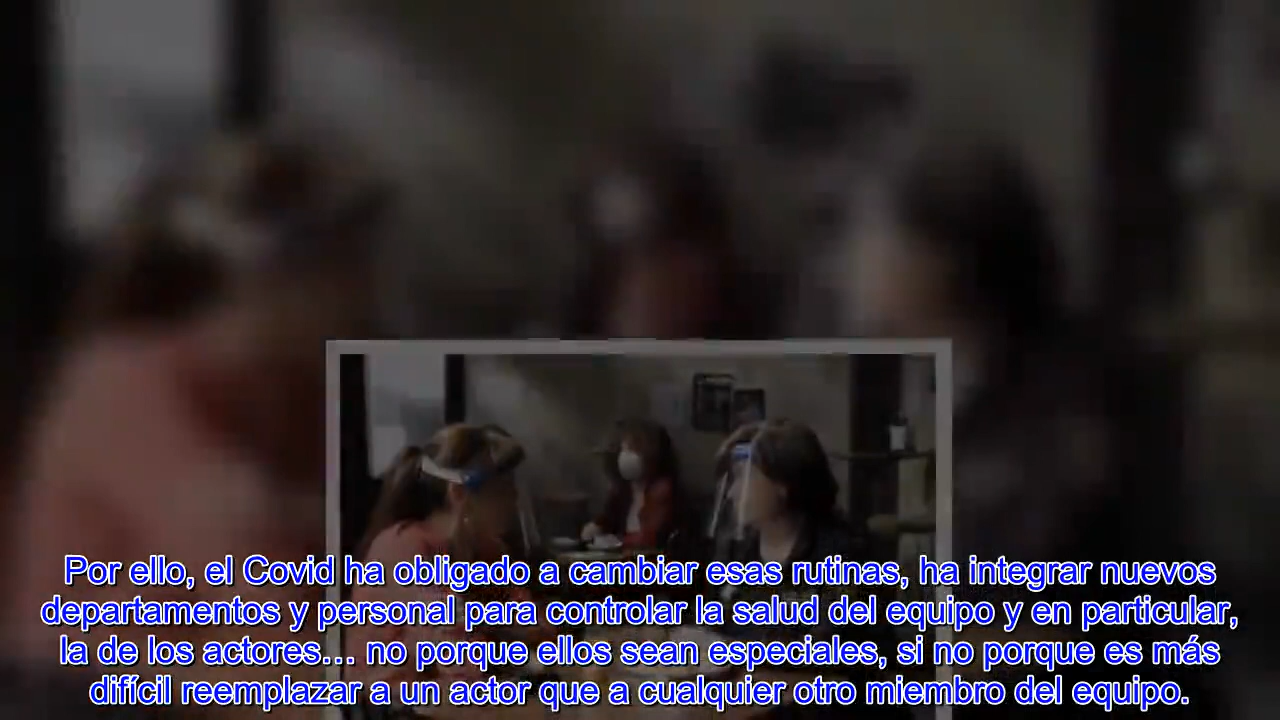 Por ello, el Covid ha obligado a cambiar esas rutinas, ha integrar nuevos
departamentos y personal para controlar la salud del equipo y en particular,
la de los actores... no porque ellos sean especiales, si no porque es más
difícil reemplazar a un actor que a cualquier otro miembro del equipo.